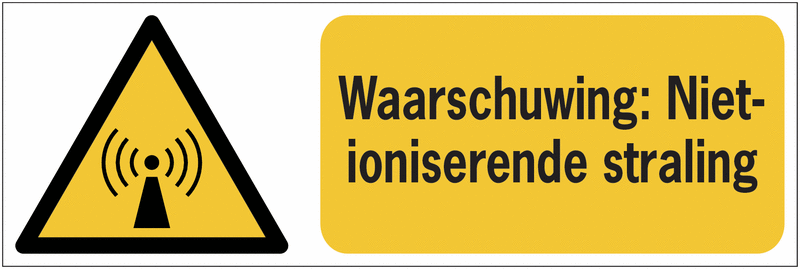 Waarschuwing: Niet-
ioniserende straling